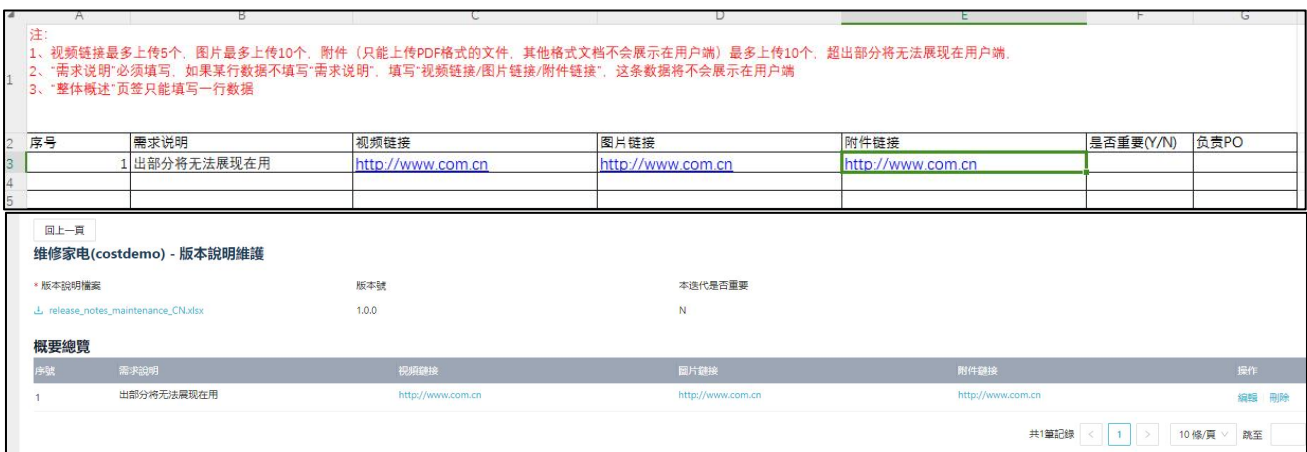 A B C D E F G
1
注：
1、视频链接最多上传5个，图片最多上传10个，附件（只能上传PDF格式的文件，其他格式文档不会展示在用户端）最多上传10个，超出部分将无法展现在用户端，
2、“需求说明”必须填写，如果某行数据不填写“需求说明”，填写“视频链接/图片链接/附件链接”，这条数据将不会展示在用户端
3、“整体概述”页签只能填写一行数据
2 序号 需求说明 视频链接 图片链接 附件链接 是否重要(Y/N) 负责PO
3 1 出部分将无法展现在用 http://www.com.cn http://www.com.cn http://www.com.cn
4
5
回上一頁
维修家电(costdemo) - 版本說明維護
* 版本說明檔案 版本號 本迭代是否重要
release_notes_maintenance_CN.xlsx 1.0.0 N
概要總覽
序號 需求說明 視頻鏈接 圖片鏈接 附件鏈接 操作
1 出部分将无法展现在用 http://www.com.cn http://www.com.cn http://www.com.cn 編輯 刪除
共1筆記錄 < 1 > 10 條/頁 跳至